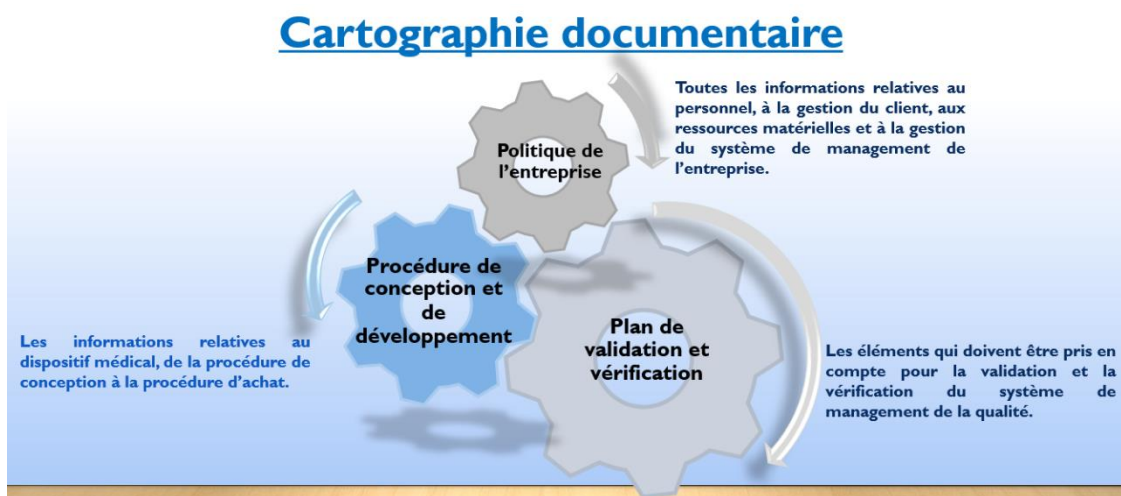 Cartographie documentaire
Toutes les informations relatives au
personnel, à la gestion du client, aux
ressources matérielles et à la gestion
du système de management de
l'entreprise.
Politique de
l'entreprise
Procédure de
conception et
de
développement
Les informations relatives au
dispositif médical, de la procédure de
conception à la procédure d'achat.
Plan de
validation et
vérification
Les éléments qui doivent être pris en
compte pour la validation et la
vérification du système de
management de la qualité.